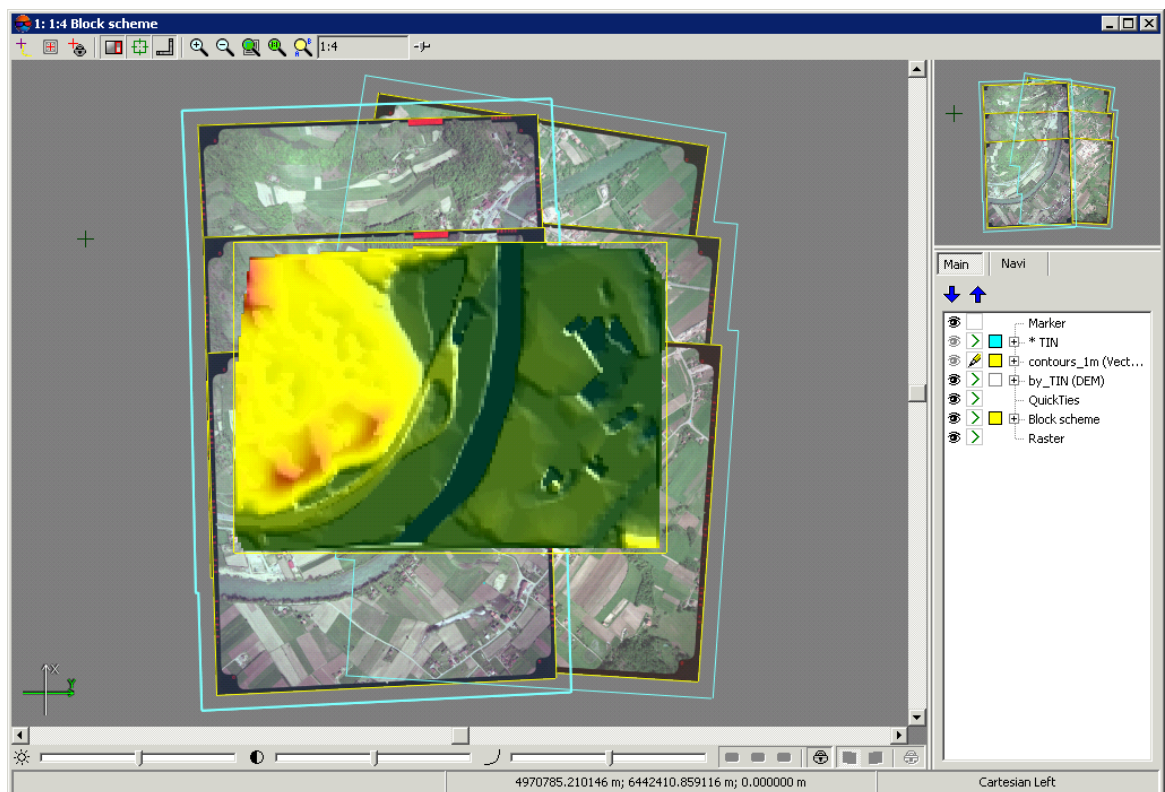 1: 1:4 Block scheme
1:4
Main Navi
Marker
* TIN
contours_1m (Vect...
by_TIN (DEM)
QuickTies
Block scheme
Raster
X
Y
4970785.210146 m; 6442410.859116 m; 0.000000 m
Cartesian Left